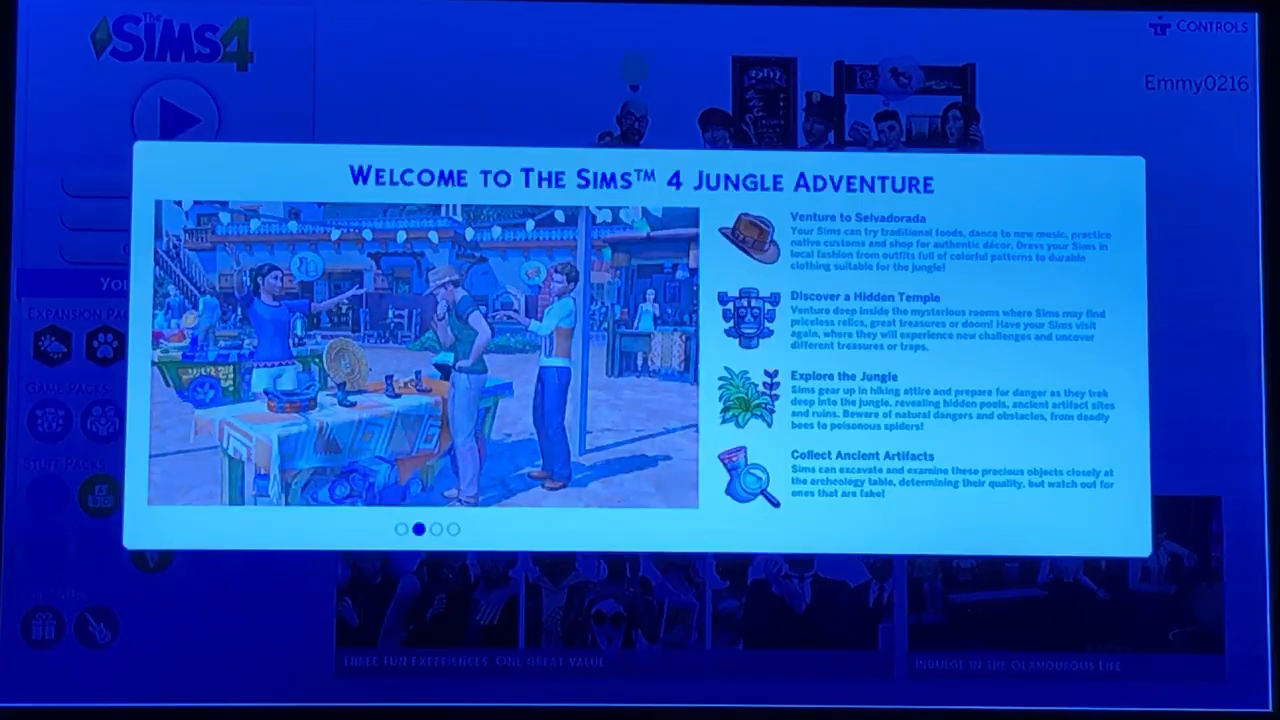 The SIMS 4
CONTROLS
Emmy0216
WELCOME TO THE SIMS™ 4 JUNGLE ADVENTURE
Venture to Selvadorada
Your Sims can try traditional foods, dance to new music, practice
native customs and shop for authentic décor. Dress your Sims in
local fashion from outfits full of colorful patterns to durable
clothing suitable for the jungle!
Discover a Hidden Temple
Venture deep inside the mysterious rooms where Sims may find
priceless relics, great treasures or doom! Have your Sims visit
again, where they will experience new challenges and uncover
different treasures or traps.
Explore the Jungle
Sims gear up in hiking attire and prepare for danger as they trek
deep into the jungle, revealing hidden pools, ancient artifact sites
and ruins. Beware of natural dangers and obstacles, from deadly
bees to poisonous spiders!
Collect Ancient Artifacts
Sims can excavate and examine these precious objects closely at
the archeology table, determining their quality, but watch out for
ones that are fake!
YOU
EXPANSION PA
GAME PACKS
STUFF PACKS
THREE FUN EXPERIENCES. ONE GREAT VALUE
INDULGE IN THE GLAMOUROUS LIFE